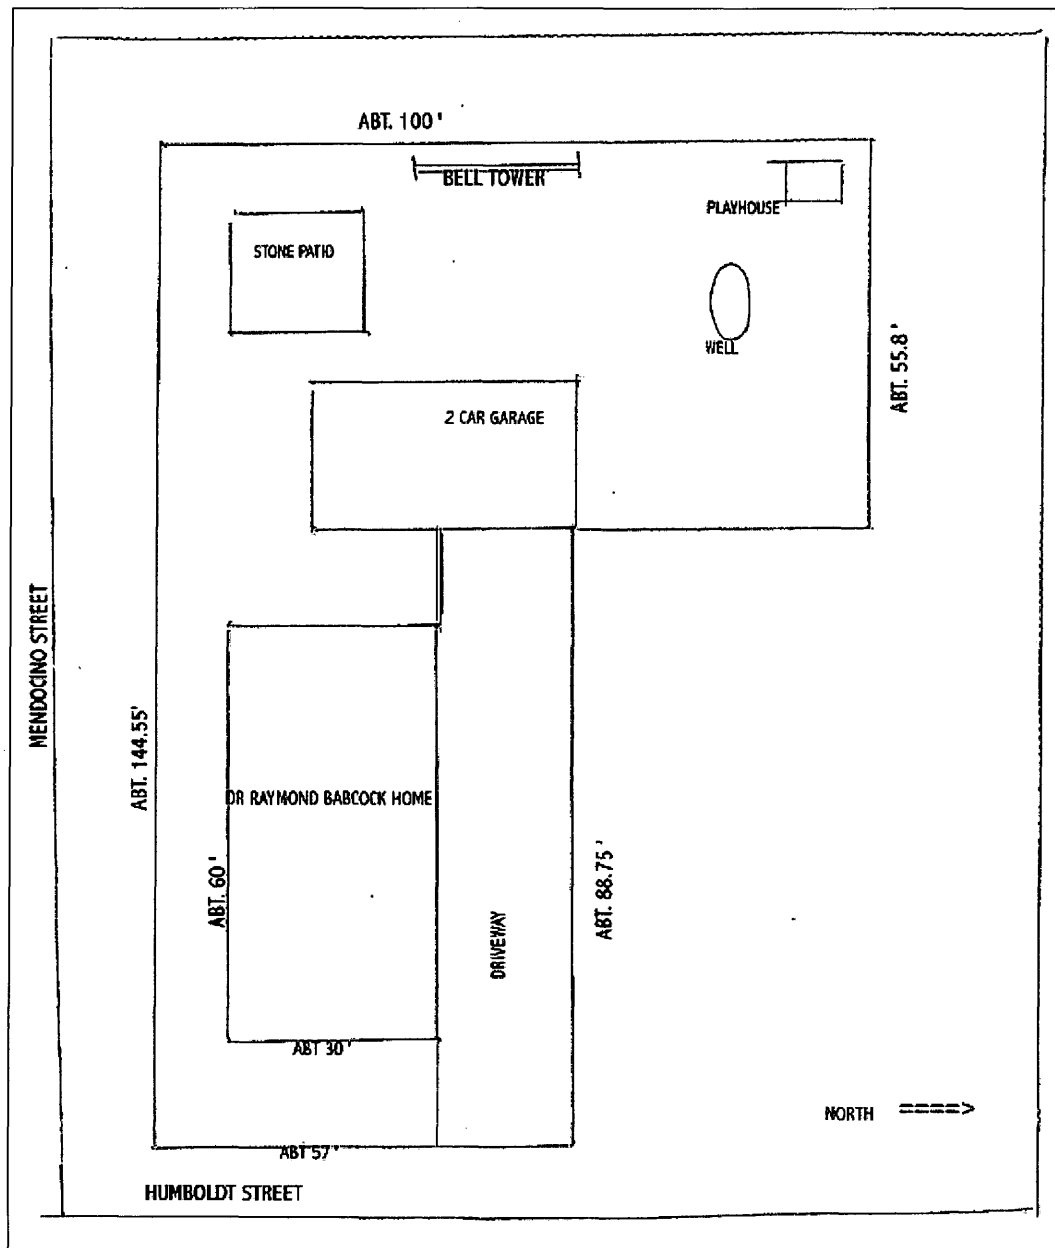 ABT. 100 '
BELL TOWER
PLAYHOUSE
STONE PATIO
WELL
ABT. 55.8 '
2 CAR GARAGE
MENDOCINO STREET
ABT. 144.55'
DR RAYMOND BABCOCK HOME
ABT. 60 '
ABT. 88.75 '
DRIVEWAY
ABT 30 '
NORTH ====>
ABT 57 '
HUMBOLDT STREET